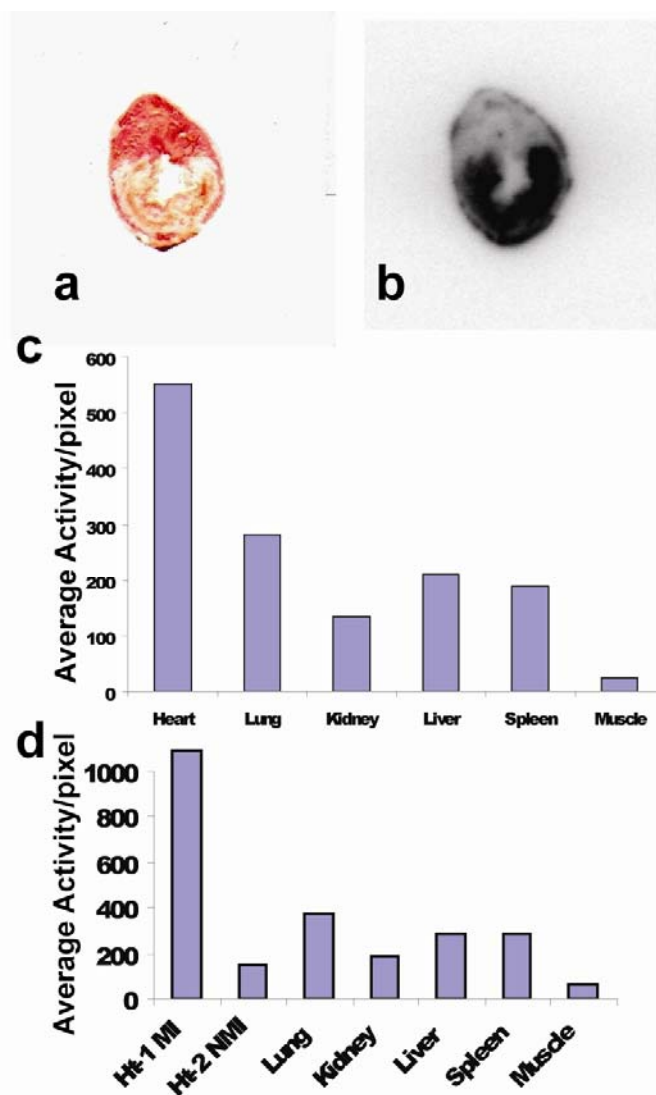 a
b
c
Average Activity/pixel
600
500
300
200
100
0
Heart Lung Kidney Liver Spleen Muscle
d
Average Activity/pixel
1000
800
600
400
200
0
Ht-1 MI Ht-2 NMI Lung Kidney Liver Spleen Muscle